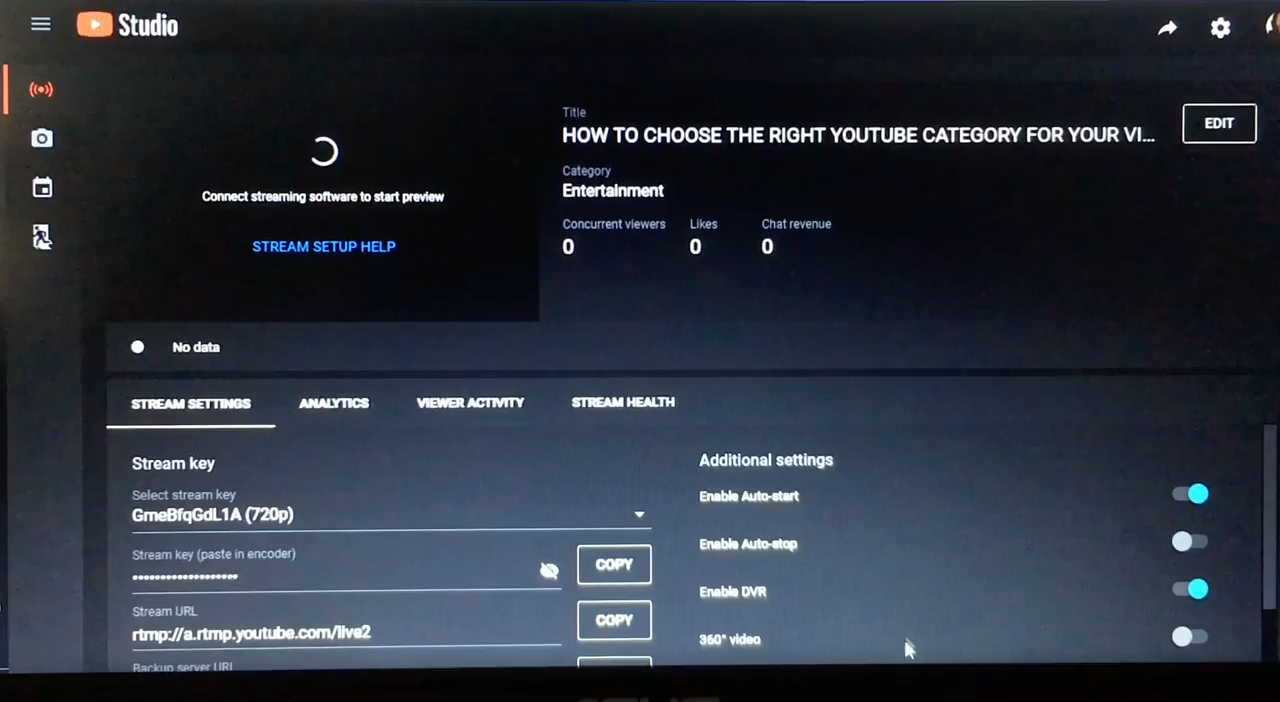 Studio
Connect streaming software to start preview
STREAM SETUP HELP
Title
HOW TO CHOOSE THE RIGHT YOUTUBE CATEGORY FOR YOUR VI...
EDIT
Category
Entertainment
Concurrent viewers Likes Chat revenue
0 0 0
No data
STREAM SETTINGS ANALYTICS VIEWER ACTIVITY STREAM HEALTH
Stream key
Select stream key
GmeBfqGdL1A (720p)
Stream key (paste in encoder)
•••••••••••••••••••
COPY
Stream URL
rtmp://a.rtmp.youtube.com/live2
COPY
Backup server URL
Additional settings
Enable Auto-start
Enable Auto-stop
Enable DVR
360° video